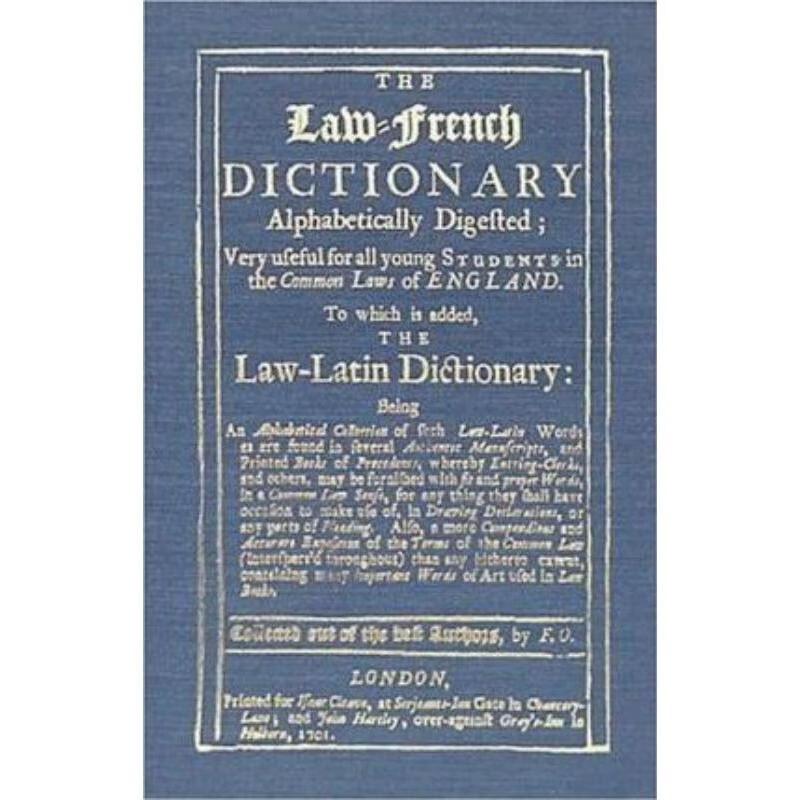 THE
Law-French
DICTIONARY
Alphabetically Digeſted;
Very uſeful for all young STUDENTS in
the Common Laws of ENGLAND.
To which is added,
THE
Law-Latin Dictionary:
Being
An Alphabetical Collection of ſuch Law-Latin Words
as are found in ſeveral Authentic Manuſcripts, and
Printed Books of Precedents, whereby Entring-Clerks,
and others, may be furniſhed with fit and proper Words,
in a Common Law Senſe, for any thing they ſhall have
occaſion to make uſe of, in Drawing Declarations, or
any parts of Pleading. Alſo, a more Compendious and
Accurate Expoſition of the Terms of the Common Law
(interſpers'd throughout) than any hitherto extant,
containing many important Words of Art uſed in Law
Books.
Collected out of the beſt Authors, by F. O.
LONDON,
Printed for Iſaac Cleave, at Serjeants-Inn Gate in Chancery-
Lane; and John Hartley, over-againſt Gray's-Inn in
Holborn, 1701.